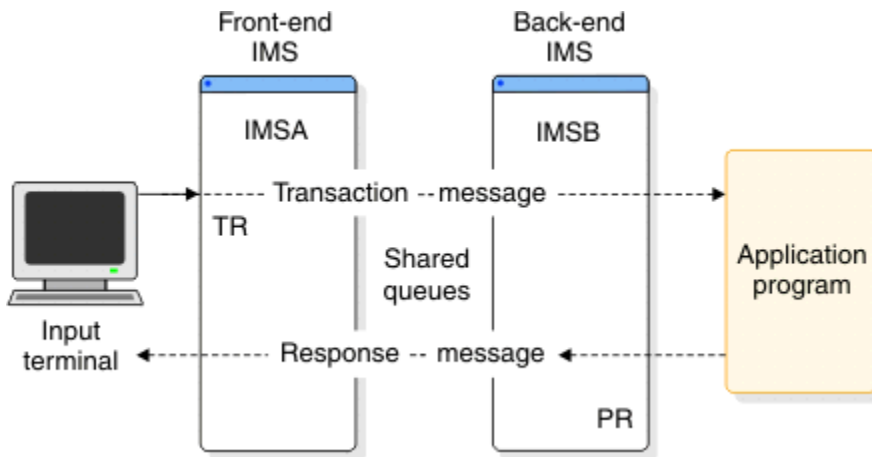 Front-end
IMS
Back-end
IMS
IMSA
IMSB
Transaction message
TR
Shared
queues
Application
program
Input
terminal
Response message
PR